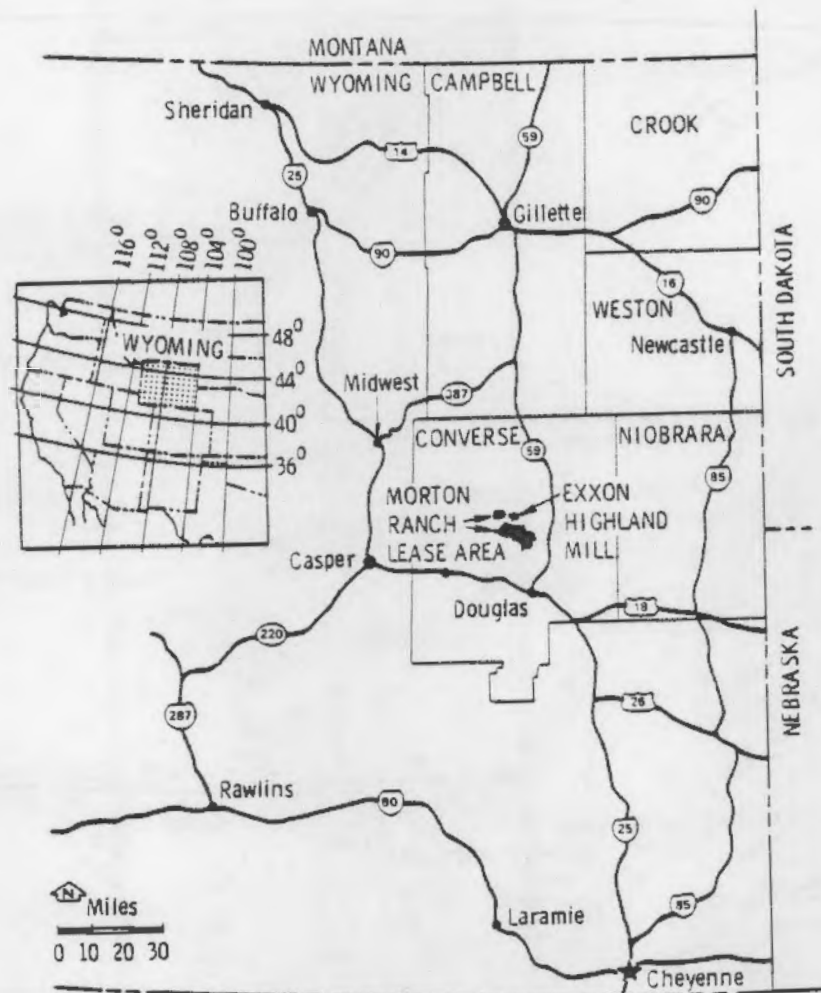 MONTANA
WYOMING
CAMPBELL
Sheridan
59
CROOK
14
25
Buffalo
Gillette
90
90
116° 112° 108° 104° 100°
16
WESTON
SOUTH DAKOTA
48°
WYOMING
Newcastle
44°
Midwest
387
40°
CONVERSE
59
NIOBRARA
36°
85
MORTON
RANCH
LEASE AREA
EXXON
HIGHLAND
MILL
Casper
Douglas
18
220
NEBRASKA
287
26
Rawlins
80
25
N
Miles
85
Laramie
0 10 20 30
Cheyenne